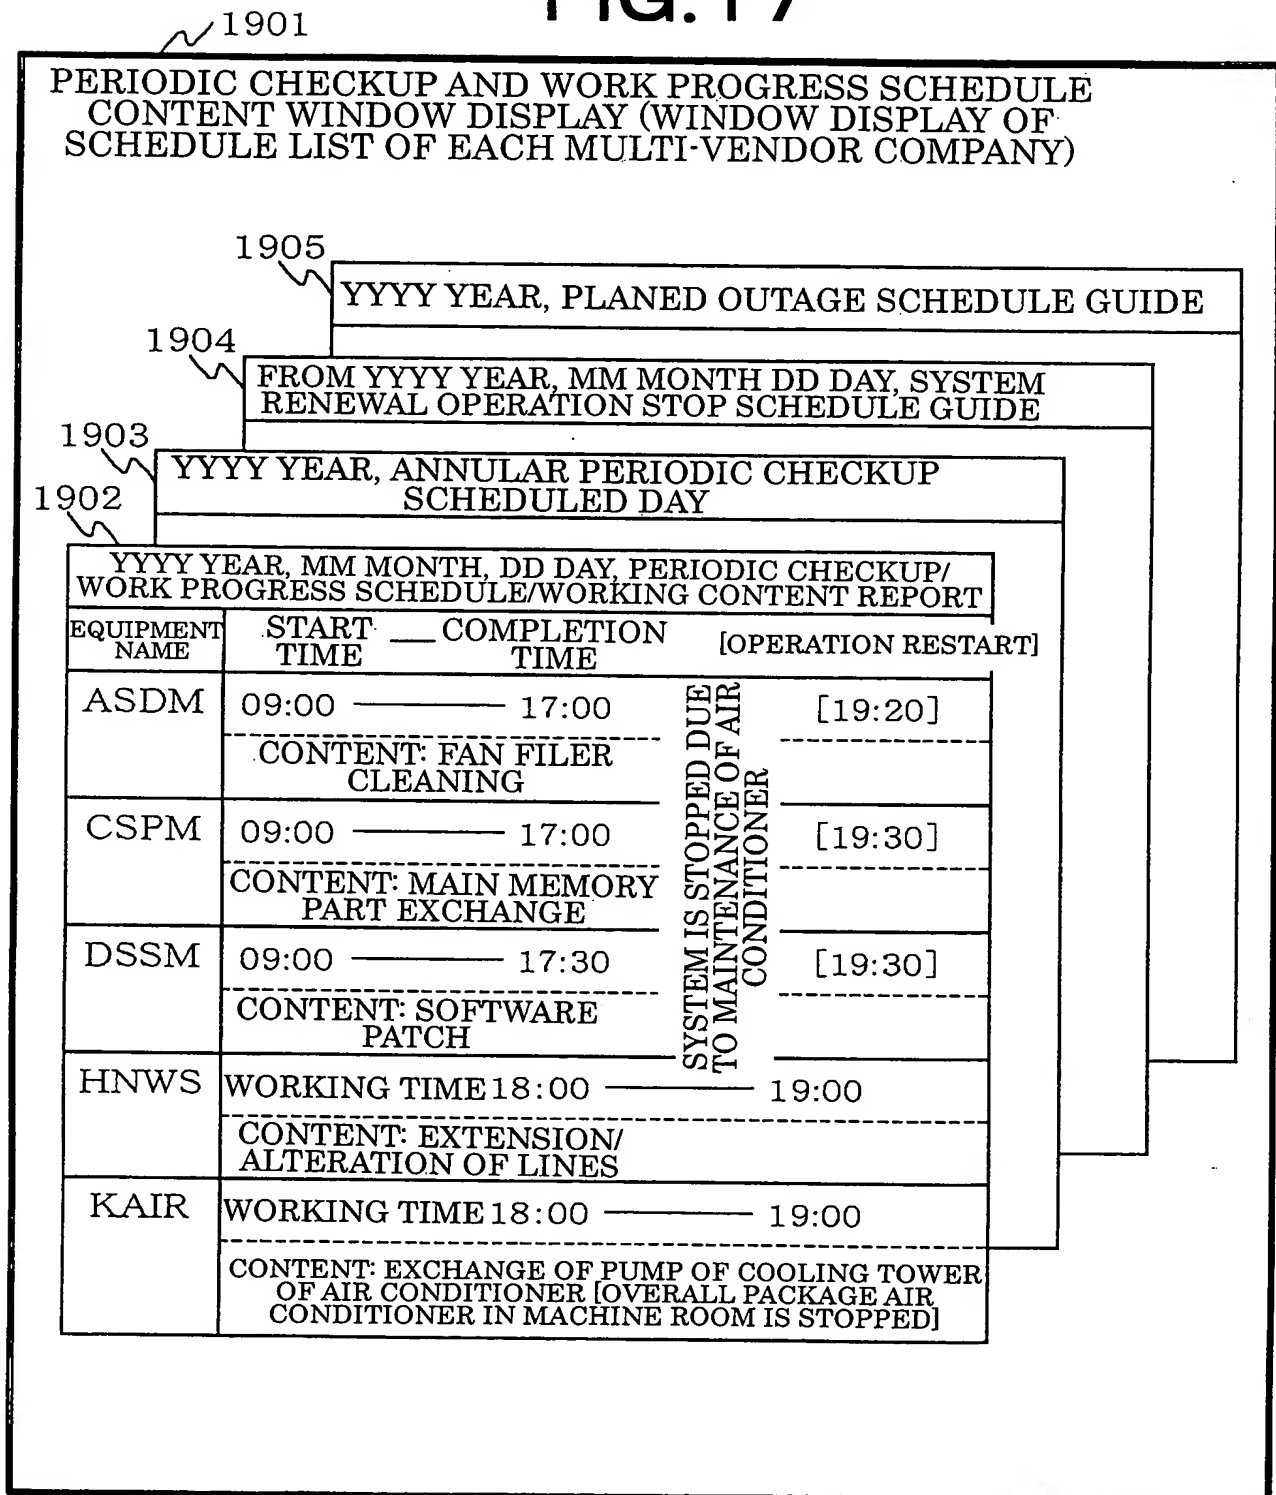 FIG. 19
1901
PERIODIC CHECKUP AND WORK PROGRESS SCHEDULE
CONTENT WINDOW DISPLAY (WINDOW DISPLAY OF
SCHEDULE LIST OF EACH MULTI-VENDOR COMPANY)
1905
YYYY YEAR, PLANED OUTAGE SCHEDULE GUIDE
1904
FROM YYYY YEAR, MM MONTH DD DAY, SYSTEM
RENEWAL OPERATION STOP SCHEDULE GUIDE
1903
YYYY YEAR, ANNULAR PERIODIC CHECKUP
SCHEDULED DAY
1902
YYYY YEAR, MM MONTH, DD DAY, PERIODIC CHECKUP/
WORK PROGRESS SCHEDULE/WORKING CONTENT REPORT
EQUIPMENT
NAME
START
TIME
COMPLETION
TIME
[OPERATION RESTART]
ASDM 09:00 17:00 [19:20]
CONTENT: FAN FILER
CLEANING
CSPM 09:00 17:00 [19:30]
CONTENT: MAIN MEMORY
PART EXCHANGE
DSSM 09:00 17:30 [19:30]
CONTENT: SOFTWARE
PATCH
SYSTEM IS STOPPED DUE
TO MAINTENANCE OF AIR
CONDITIONER
HNWS WORKING TIME 18:00 19:00
CONTENT: EXTENSION/
ALTERATION OF LINES
KAIR WORKING TIME 18:00 19:00
CONTENT: EXCHANGE OF PUMP OF COOLING TOWER
OF AIR CONDITIONER [OVERALL PACKAGE AIR
CONDITIONER IN MACHINE ROOM IS STOPPED]